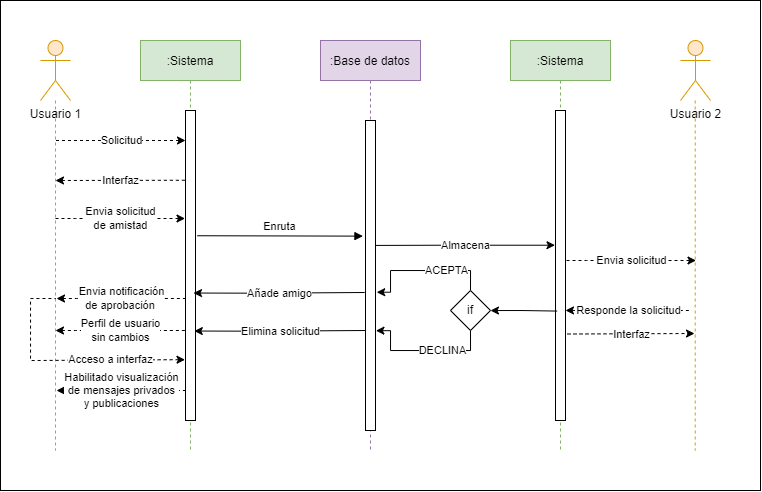 :Sistema
:Base de datos
:Sistema
Usuario 1
Usuario 2
Solicitud
Interfaz
Envia solicitud
de amistad
Enruta
Almacena
Envia solicitud
ACEPTA
Envia notificación
de aprobación
Añade amigo
if
Responde la solicitud
Perfil de usuario
sin cambios
Elimina solicitud
Interfaz
DECLINA
Acceso a interfaz
Habilitado visualización
de mensajes privados
y publicaciones